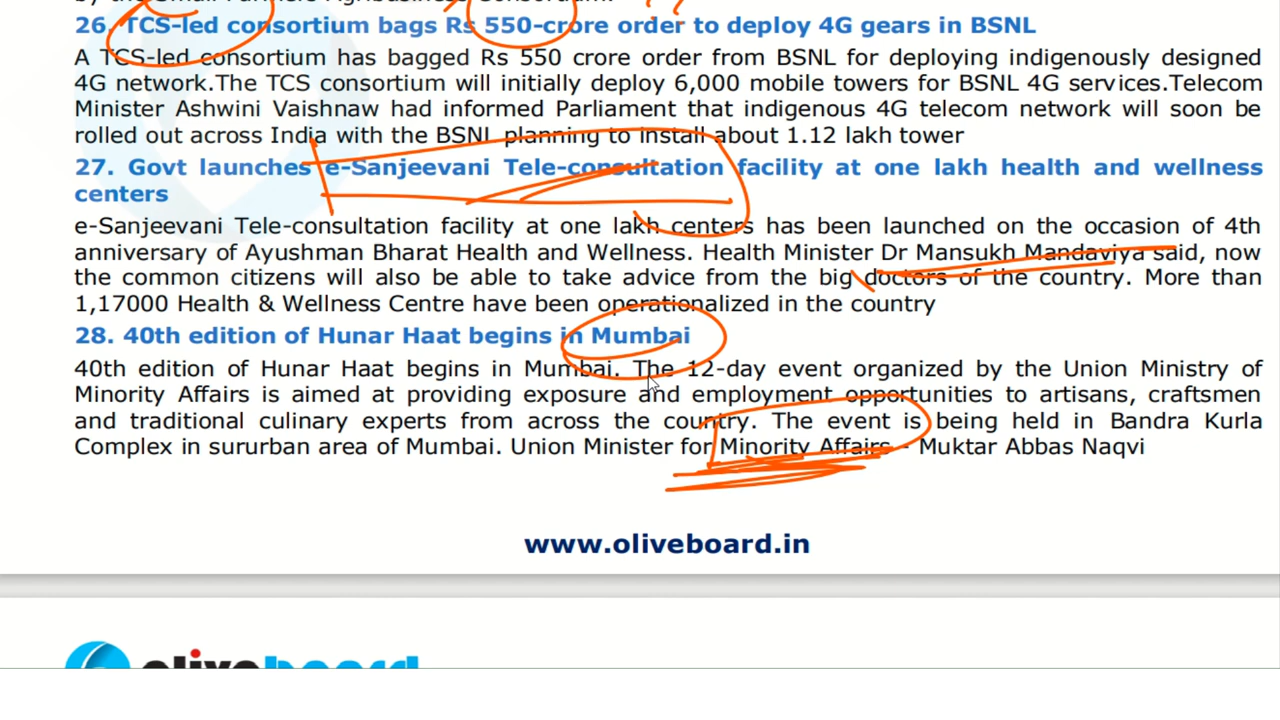 by the Small Farmers Agribusiness Consortium.
26. TCS-led consortium bags Rs 550-crore order to deploy 4G gears in BSNL
A TCS-led consortium has bagged Rs 550 crore order from BSNL for deploying indigenously designed
4G network.The TCS consortium will initially deploy 6,000 mobile towers for BSNL 4G services.Telecom
Minister Ashwini Vaishnaw had informed Parliament that indigenous 4G telecom network will soon be
rolled out across India with the BSNL planning to install about 1.12 lakh tower
27. Govt launches e-Sanjeevani Tele-consultation facility at one lakh health and wellness
centers
e-Sanjeevani Tele-consultation facility at one lakh centers has been launched on the occasion of 4th
anniversary of Ayushman Bharat Health and Wellness. Health Minister Dr Mansukh Mandaviya said, now
the common citizens will also be able to take advice from the big doctors of the country. More than
1,17000 Health & Wellness Centre have been operationalized in the country
28. 40th edition of Hunar Haat begins in Mumbai
40th edition of Hunar Haat begins in Mumbai. The 12-day event organized by the Union Ministry of
Minority Affairs is aimed at providing exposure and employment opportunities to artisans, craftsmen
and traditional culinary experts from across the country. The event is being held in Bandra Kurla
Complex in sururban area of Mumbai. Union Minister for Minority Affairs - Muktar Abbas Naqvi
www.oliveboard.in
oliveboard